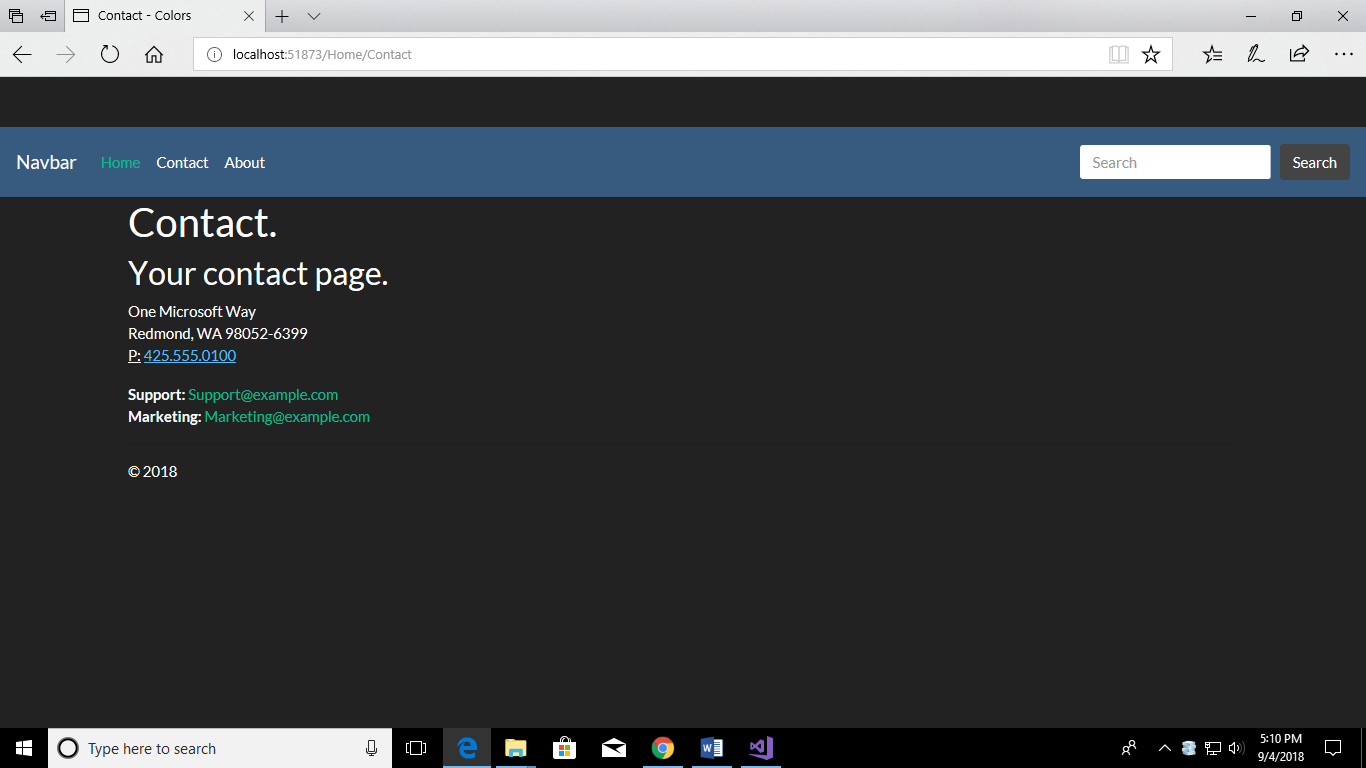 Contact - Colors
localhost:51873/Home/Contact
Navbar Home Contact About Search Search
Contact.
Your contact page.
One Microsoft Way
Redmond, WA 98052-6399
P: 425.555.0100
Support: Support@example.com
Marketing: Marketing@example.com
© 2018
Type here to search
5:10 PM
9/4/2018